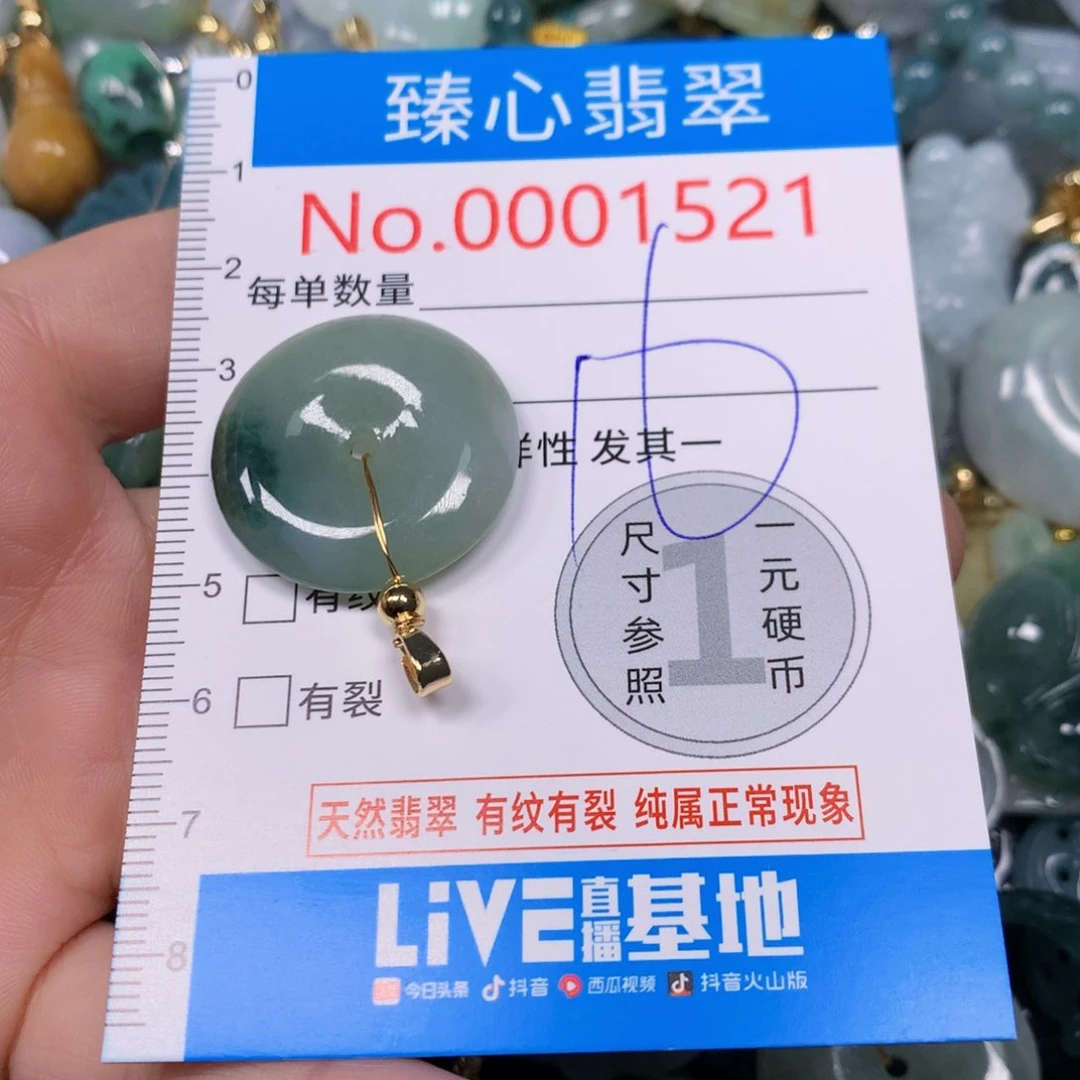 臻心翡翠
No.0001521
每单数量
性 发其一
尺寸参照
1
一元硬币
有纹
有裂
天然翡翠 有纹有裂 纯属正常现象
LiVE直播基地
今日头条 抖音 西瓜视频 抖音火山版
0
1
2
3
5
6
7
8